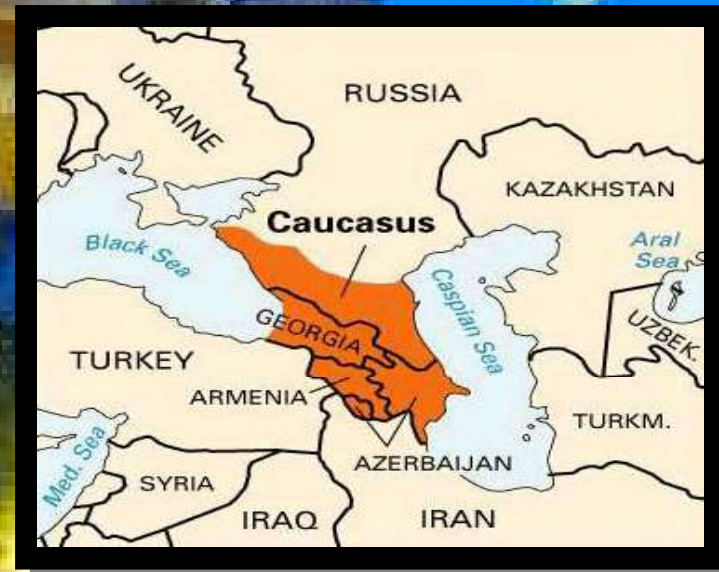 UKRAINE
RUSSIA
KAZAKHSTAN
Caucasus
Black Sea
Aral
Sea
Caspian Sea
GEORGIA
UZBEK.
TURKEY
ARMENIA
TURKM.
AZERBAIJAN
Med. Sea
SYRIA
IRAQ
IRAN